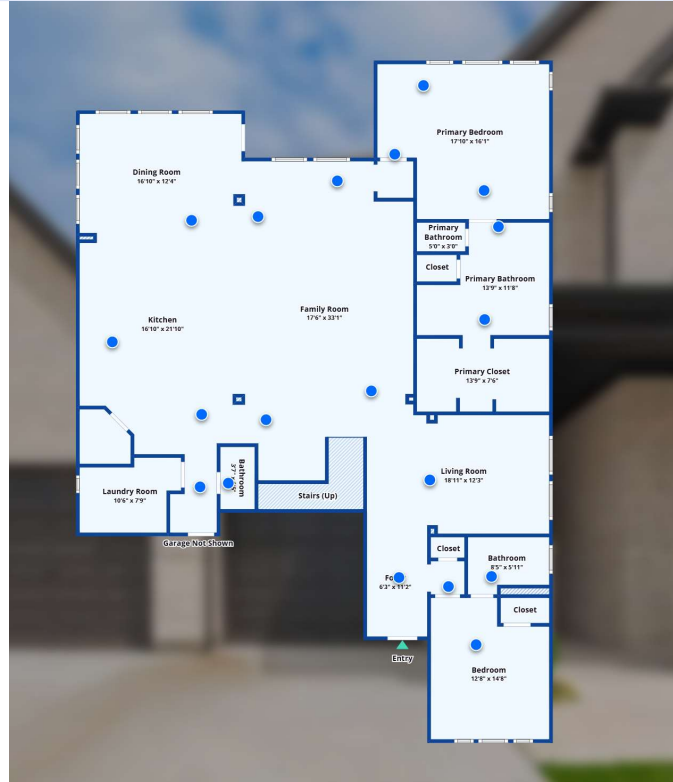 Primary Bedroom
17'10" x 16'1"
Dining Room
16'10" x 12'4"
Primary
Bathroom
5'0" x 3'0"
Closet
Primary Bathroom
13'9" x 11'8"
Family Room
17'6" x 33'1"
Kitchen
16'10" x 21'10"
Primary Closet
13'9" x 7'6"
Living Room
18'11" x 12'3"
Bathroom
Laundry Room
10'6" x 7'9"
Stairs (Up)
Garage Not Shown
Closet
Bathroom
8'5" x 5'11"
6'3" x 11'2"
Closet
Entry
Bedroom
12'8" x 14'8"